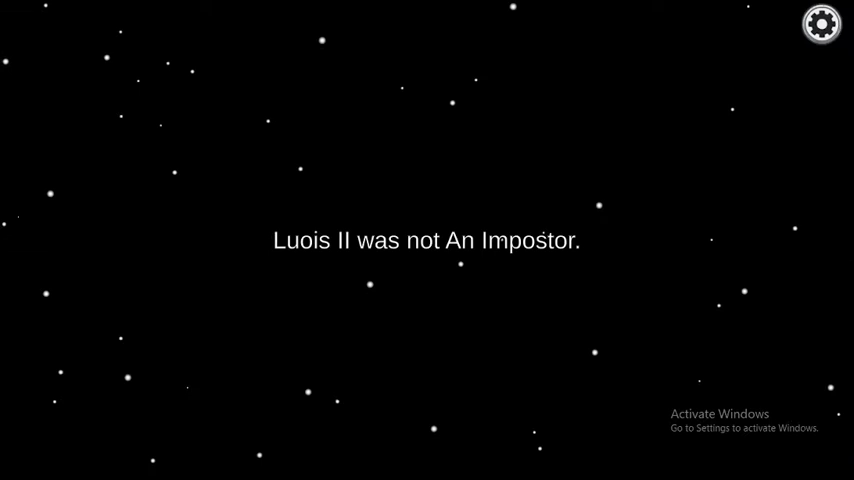 Luois II was not An Impostor.
Activate Windows
Go to Settings to activate Windows.